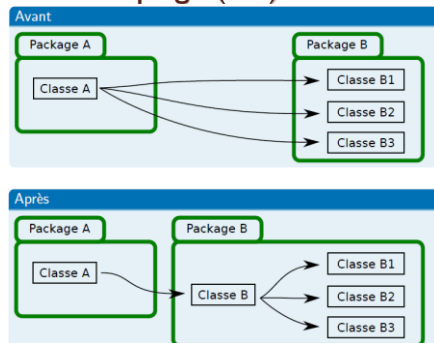 Avant
Package A
Package B
Classe A
Classe B1
Classe B2
Classe B3
Après
Package A
Package B
Classe A
Classe B
Classe B1
Classe B2
Classe B3